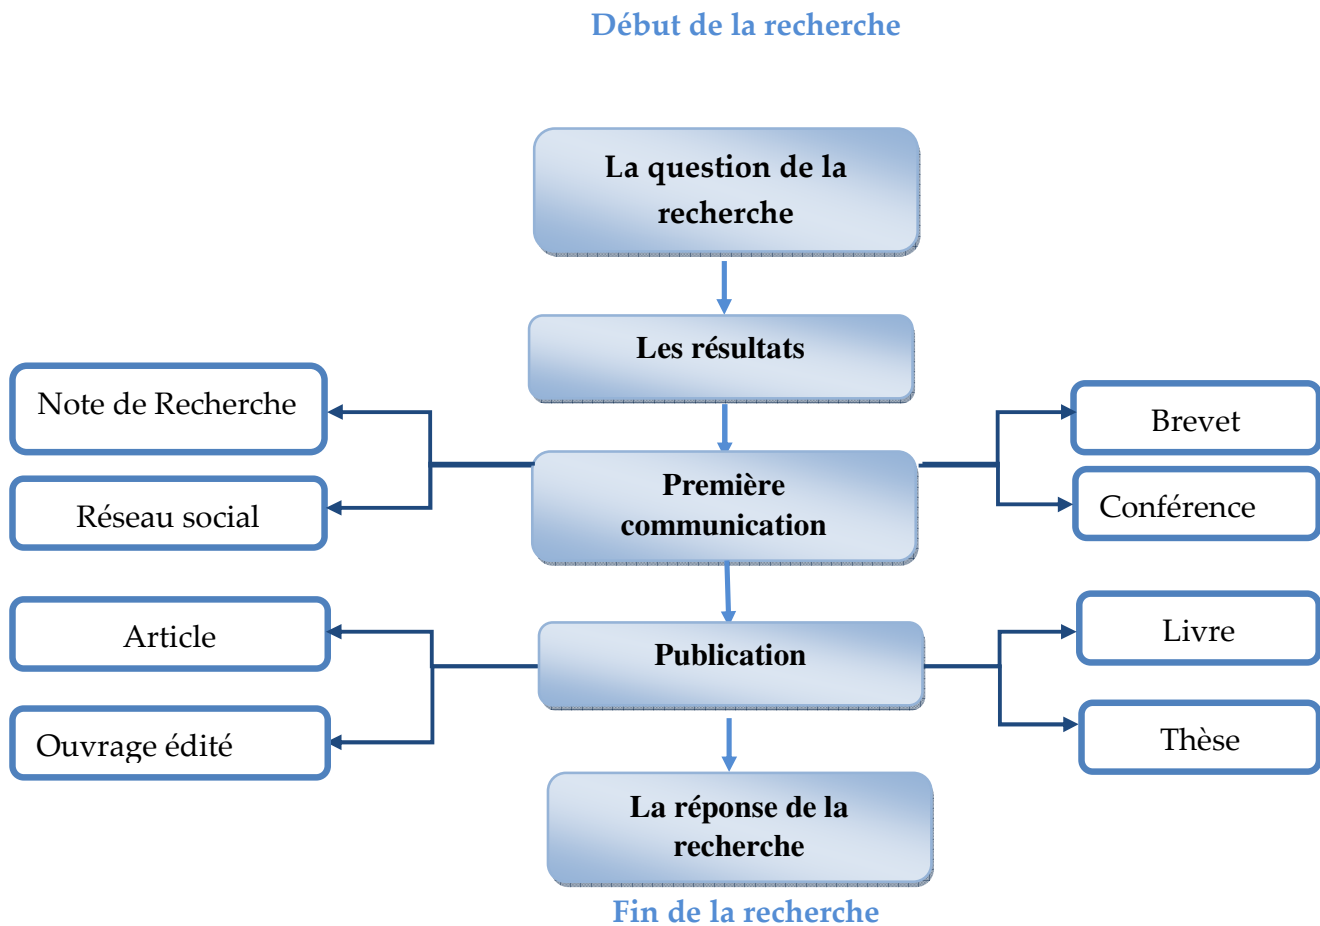 Début de la recherche
La question de la
recherche
Les résultats
Note de Recherche
Brevet
Première
communication
Réseau social
Conférence
Article
Publication
Livre
Ouvrage édité
Thèse
La réponse de la
recherche
Fin de la recherche